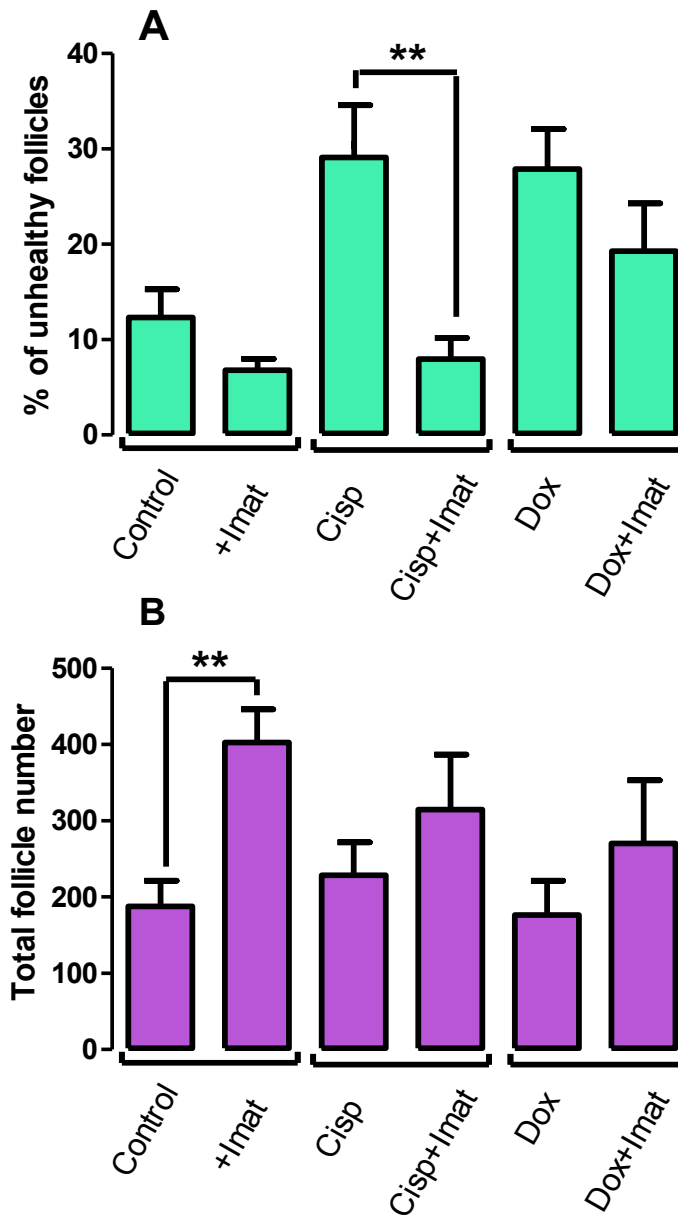 A
% of unhealthy follicles
40
30
20
10
0
**
Control
+Imat
Cisp
Cisp+Imat
Dox
Dox+Imat
B
Total follicle number
500
400
300
200
100
0
**
Control
+Imat
Cisp
Cisp+Imat
Dox
Dox+Imat